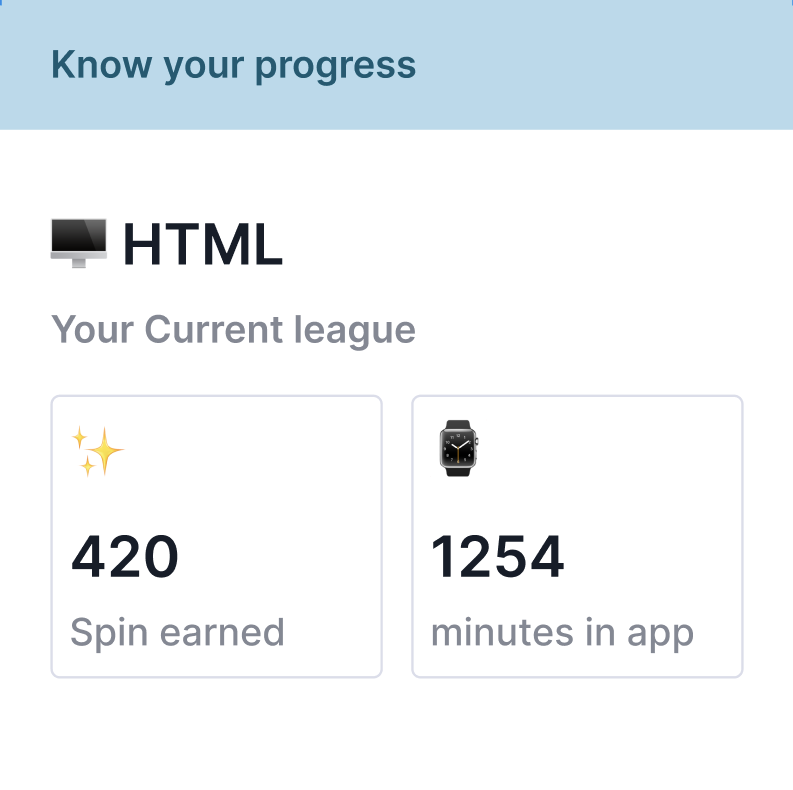 Know your progress
HTML
Your Current league
420
Spin earned
1254
minutes in app